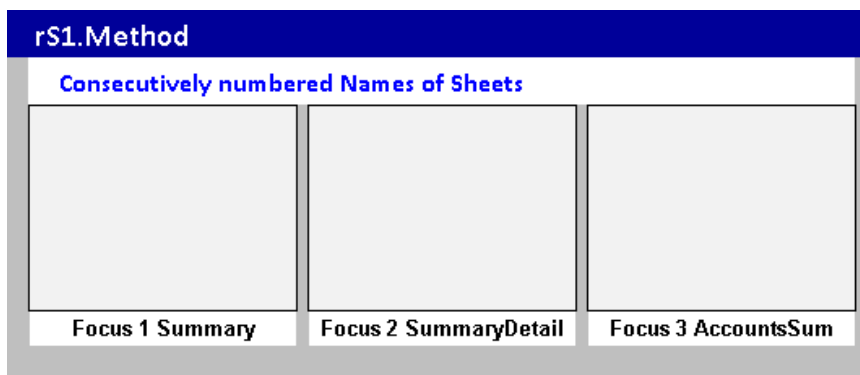 rS1.Method
Consecutively numbered Names of Sheets
Focus 1 Summary
Focus 2 SummaryDetail
Focus 3 AccountsSum